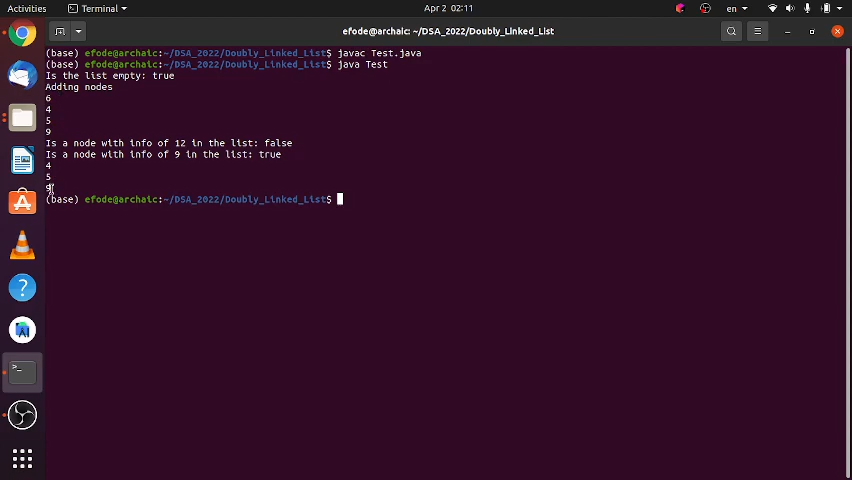 Activities Terminal Apr 2 02:11 en
efode@archaic:~/DSA_2022/Doubly_Linked_List
(base) efode@archaic:~/DSA_2022/Doubly_Linked_List$ javac Test.java
(base) efode@archaic:~/DSA_2022/Doubly_Linked_List$ java Test
Is the list empty: true
Adding nodes
6
4
5
9
Is a node with info of 12 in the list: false
Is a node with info of 9 in the list: true
4
5
9
(base) efode@archaic:~/DSA_2022/Doubly_Linked_List$